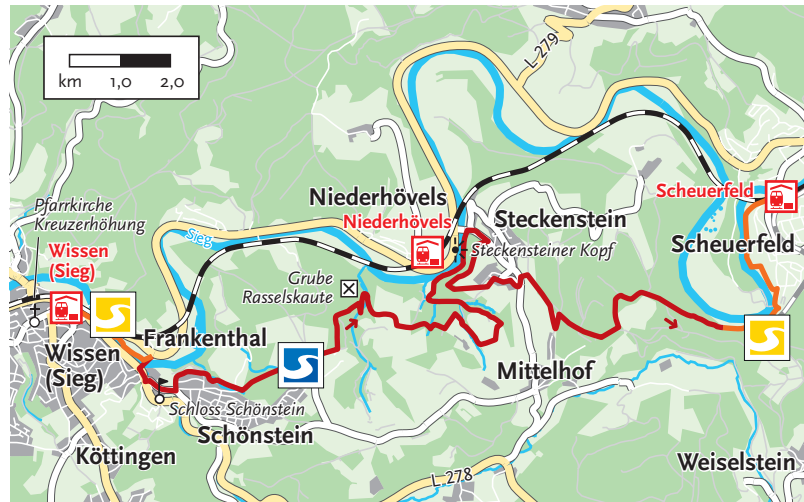 km 1,0 2,0
L 279
Pfarrkirche
Kreuzerhöhung
Wissen
(Sieg)
Sieg
Niederhövels
Niederhövels
Steckenstein
Steckensteiner Kopf
Scheuerfeld
Scheuerfeld
Grube
Rasselskaute
Frankenthal
Wissen
(Sieg)
Schloss Schönstein
Schönstein
Mittelhof
Köttingen
L 278
Weiselstein